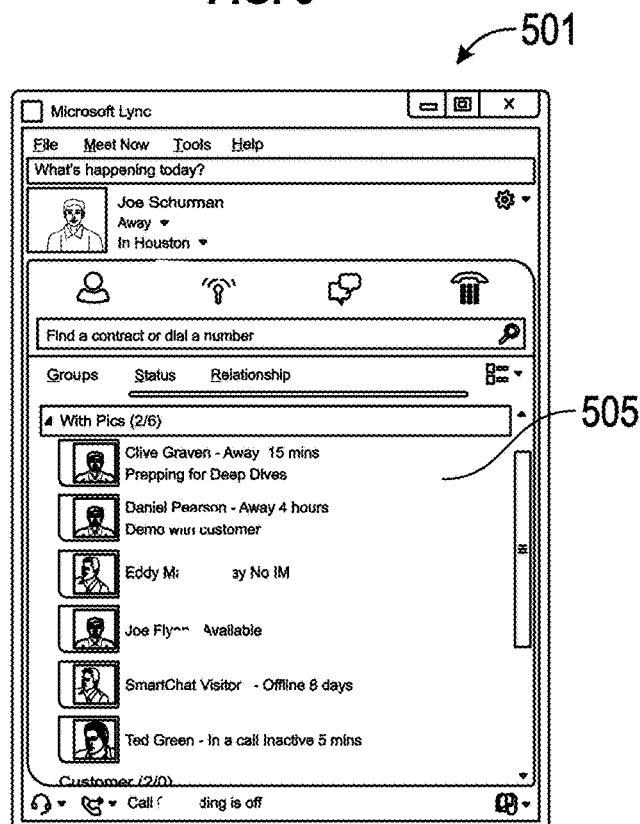 501
Microsoft Lync
File Meet Now Tools Help
What's happening today?
Joe Schurman
Away
In Houston
Find a contract or dial a number
Groups Status Relationship
With Pics (2/6)
505
Clive Graven - Away 15 mins
Prepping for Deep Dives
Daniel Pearson - Away 4 hours
Demo with customer
Eddy No IM
Joe Available
SmartChat Visitor - Offline 8 days
Ted Green - In a call Inactive 5 mins
Customer (2/0)
Call is off